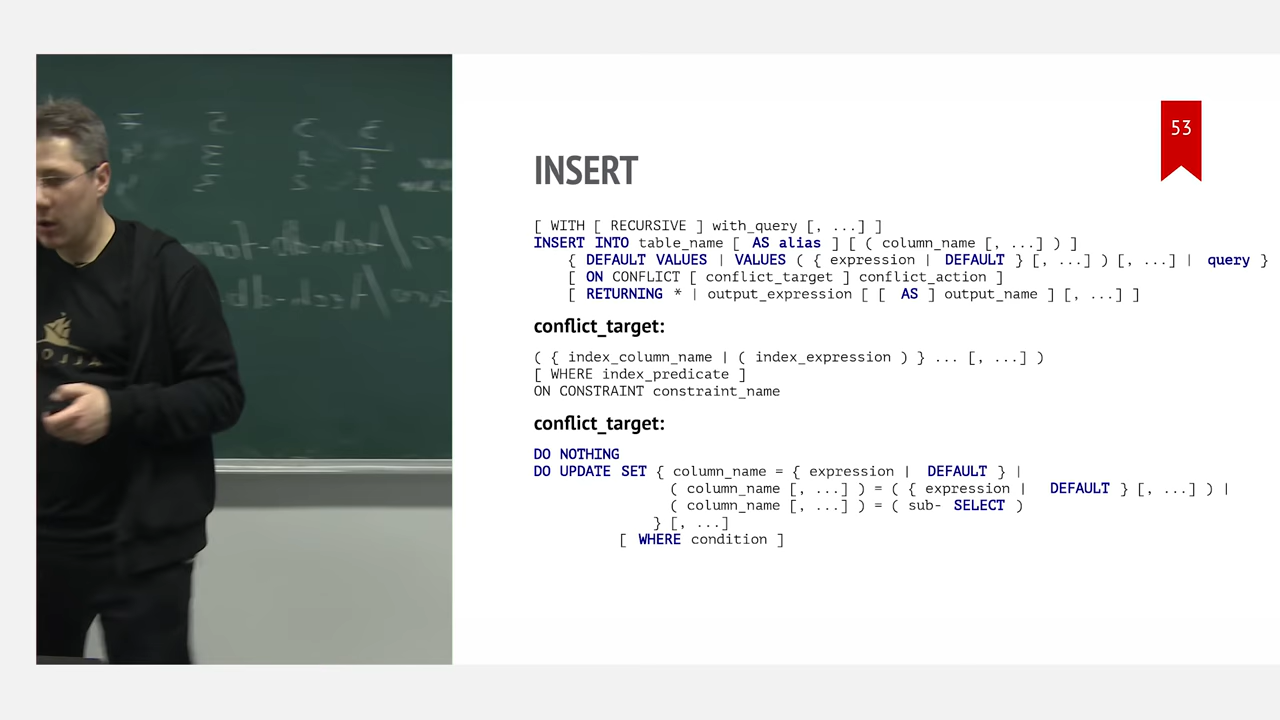 53
INSERT
[ WITH [ RECURSIVE ] with_query [, ...] ]
INSERT INTO table_name [ AS alias ] [ ( column_name [, ...] ) ]
{ DEFAULT VALUES | VALUES ( { expression | DEFAULT } [, ...] ) [, ...] | query }
[ ON CONFLICT [ conflict_target ] conflict_action ]
[ RETURNING * | output_expression [ [ AS ] output_name ] [, ...] ]
conflict_target:
( { index_column_name | ( index_expression ) } ... [, ...] )
[ WHERE index_predicate ]
ON CONSTRAINT constraint_name
conflict_target:
DO NOTHING
DO UPDATE SET { column_name = { expression | DEFAULT } |
( column_name [, ...] ) = ( { expression | DEFAULT } [, ...] ) |
( column_name [, ...] ) = ( sub- SELECT )
} [, ...]
[ WHERE condition ]